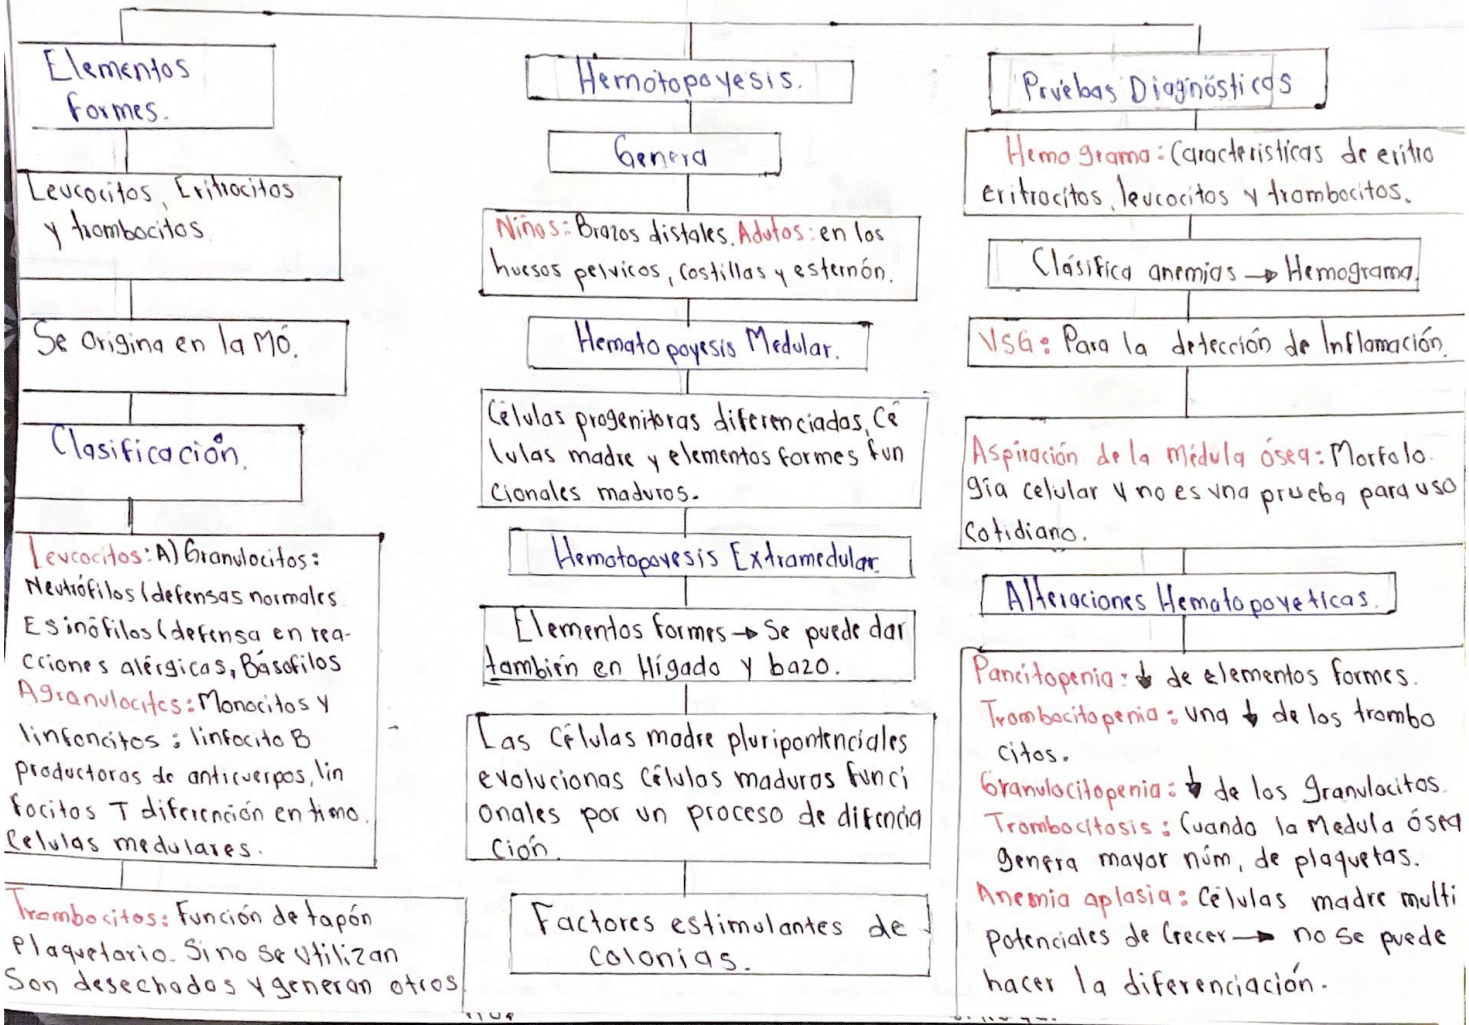 Elementos
formes.
Leucocitos, Eritrocitos
y trombocitos
Se origina en la MO.
Clasificación.
Leucocitos: A) Granulocitos:
Neutrófilos (defensas normales
Esinófilos (defensa en rea-
cciones alérgicas, Básofilos
Agranulocitos: Monocitos y
linfoncitos : linfocito B
productoras de anticuerpos, lin
focitos T diferención en timo.
Celulas medulares.
Trombocitos: Función de tapón
plaquetario. Si no se utilizan
Son desechados y generan otros
Hemotopoyesis.
Genera
Niños: Brazos distales. Adutos: en los
huesos pelvicos, costillas y esternón.
Hematopoyesis Medular.
Células progenitoras diferenciadas, Cé
lulas madre y elementos formes fun
cionales maduros.
Hematopoyesis Extramedular
Elementos formes → Se puede dar
también en Hígado y bazo.
Las Células madre pluripontenciales
evolucionas Células maduras funci
onales por un proceso de difencia
ción.
Factores estimulantes de
colonias.
Pruebas Diagnósticas
Hemograma: Caracteristicas de eritro
eritrocitos, leucocitos y trombocitos.
Clásifica anemias → Hemograma.
VSG: Para la detección de Inflamación.
Aspiración de la médula ósea: Morfolo
gía celular y no es una prueba para uso
Cotidiano.
Alteraciones Hematopoyeticas.
Pancitopenia: ↓ de elementos formes.
Trombocitopenia: una ↓ de los trombo
citos.
Granulocitopenia: ↓ de los granulocitos.
Trombocitosis: Cuando la Medula ósea
genera mayor núm, de plaquetas.
Anemia aplasia: Células madre multi
potenciales de Crecer → no se puede
hacer la diferenciación.